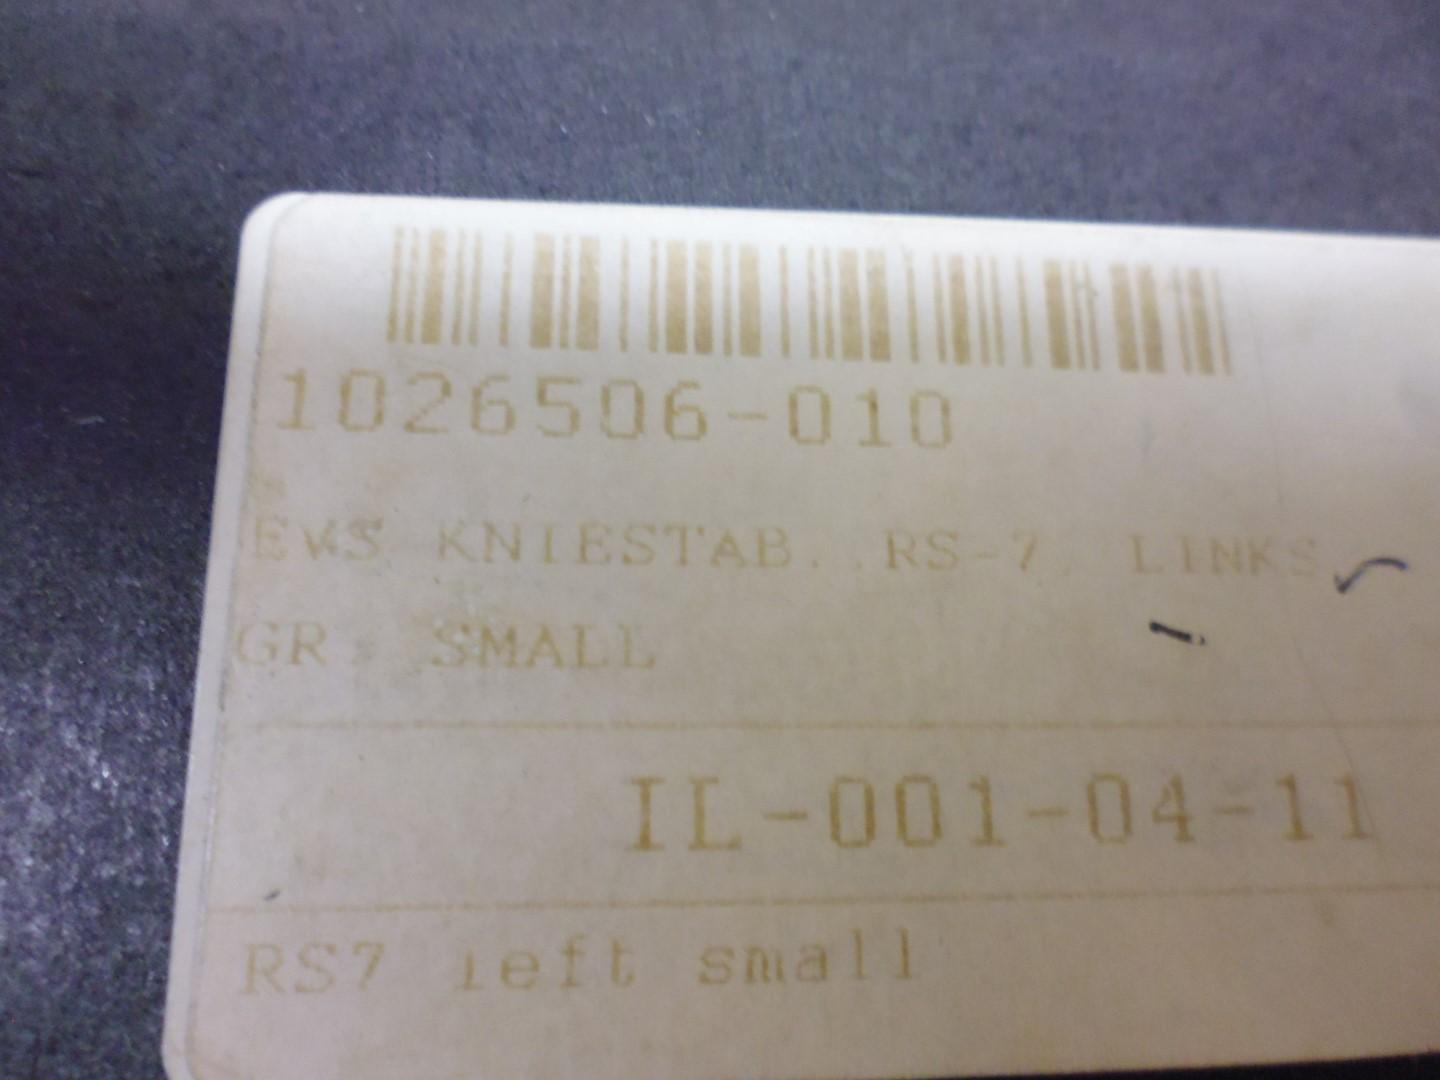 1026506-010
EVS KNIESTAB. RS-7, LINKS
GR. SMALL
IL-001-04-11
RS7 left small